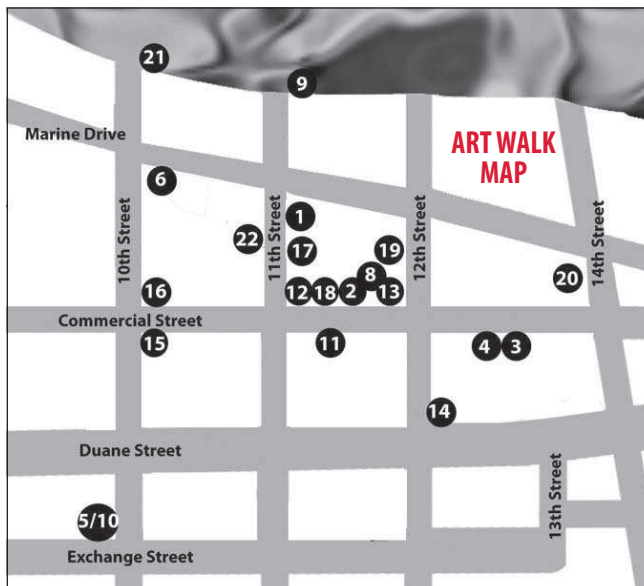 21
9
Marine Drive
ART WALK
MAP
6
1
22
17
19
10th Street
11th Street
12th Street
14th Street
8
20
16
12
18
2
13
Commercial Street
15
11
4
3
14
Duane Street
13th Street
5/10
Exchange Street